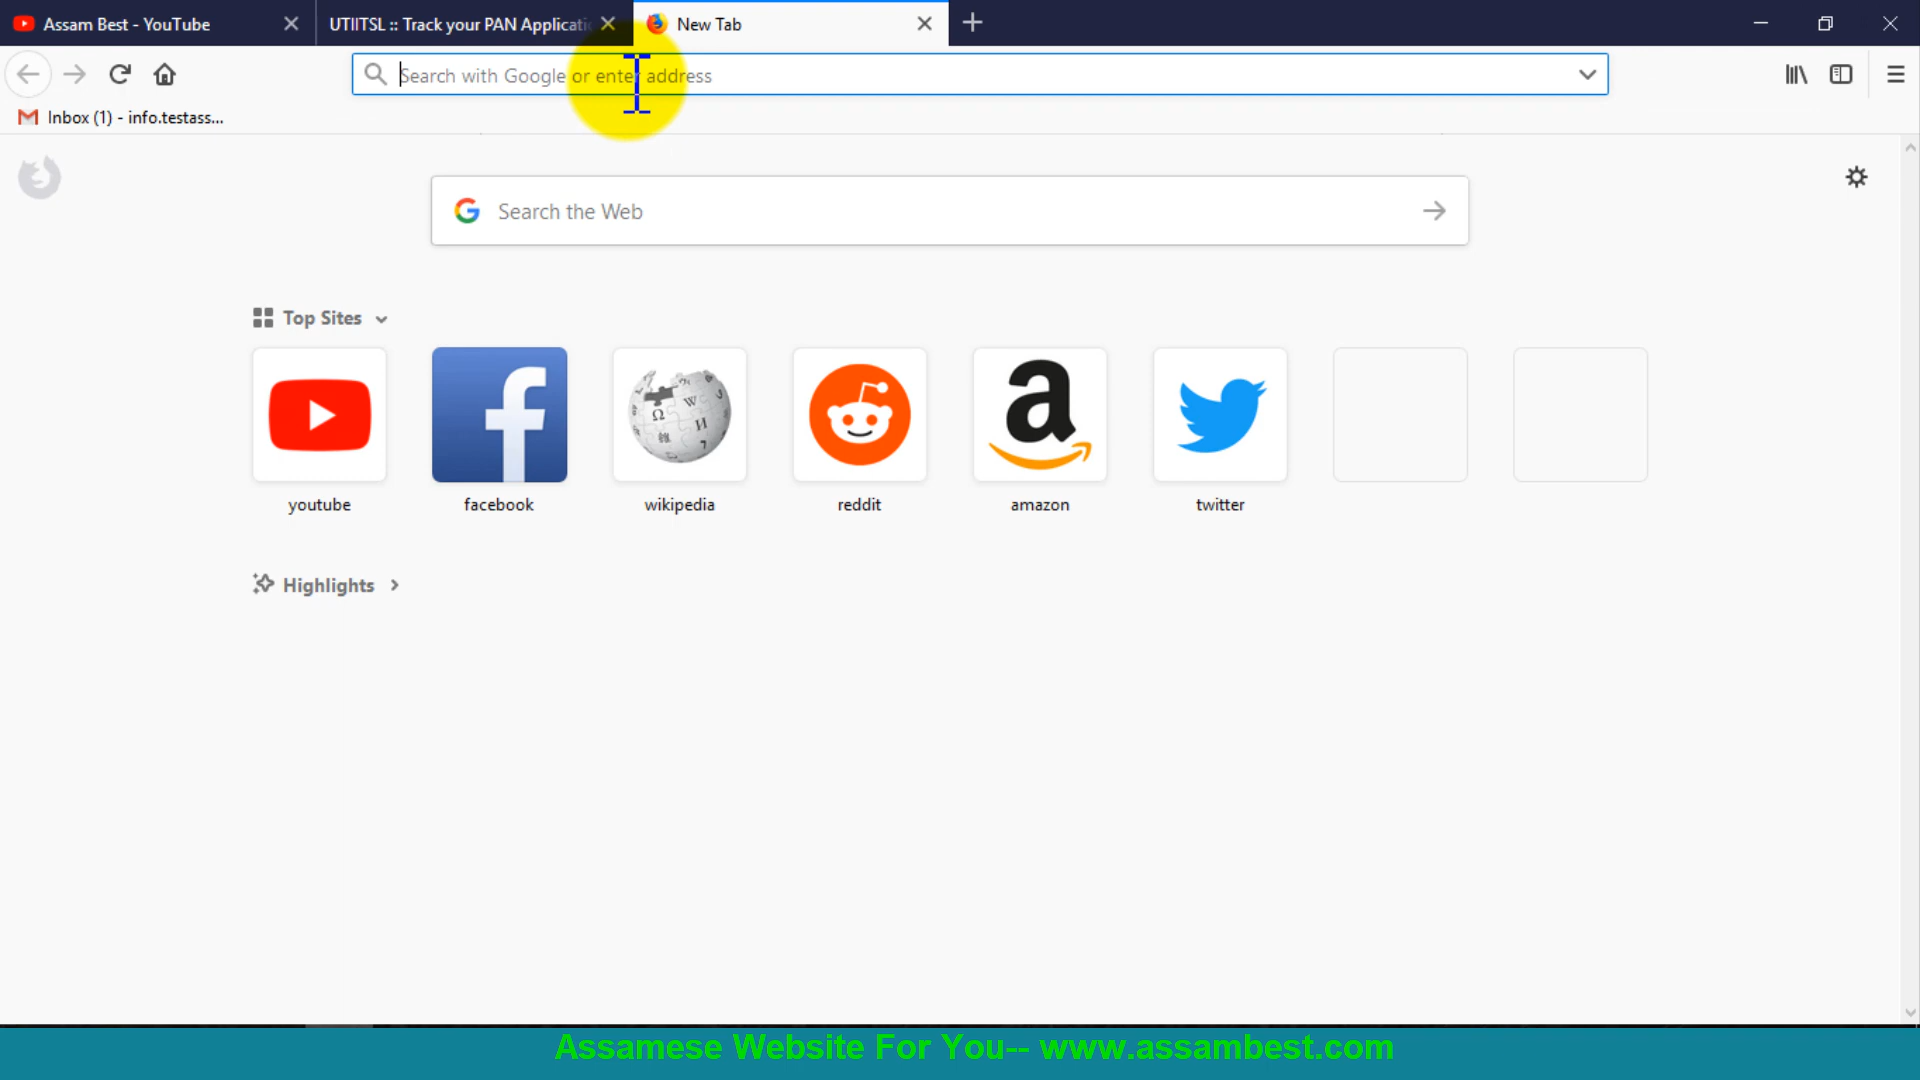 Assam Best - YouTube
UTIITSL :: Track your PAN Applicati
New Tab
Search with Google or enter address
Inbox (1) - info.testass...
Search the Web
Top Sites
youtube
facebook
wikipedia
reddit
amazon
twitter
Highlights
Assamese Website For You-- www.assambest.com